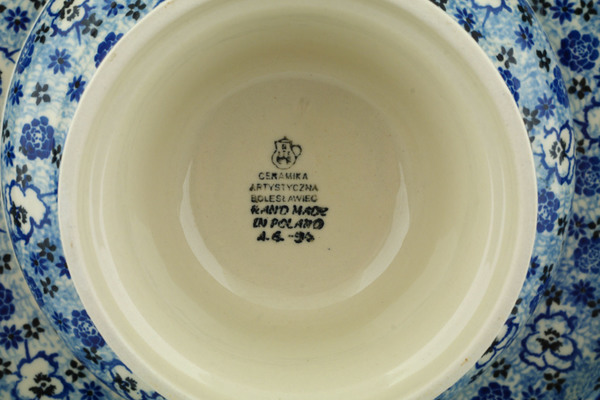 CERAMIKA
ARTYSTYCZNA
BOLESŁAWIEC
HAND MADE
IN POLAND